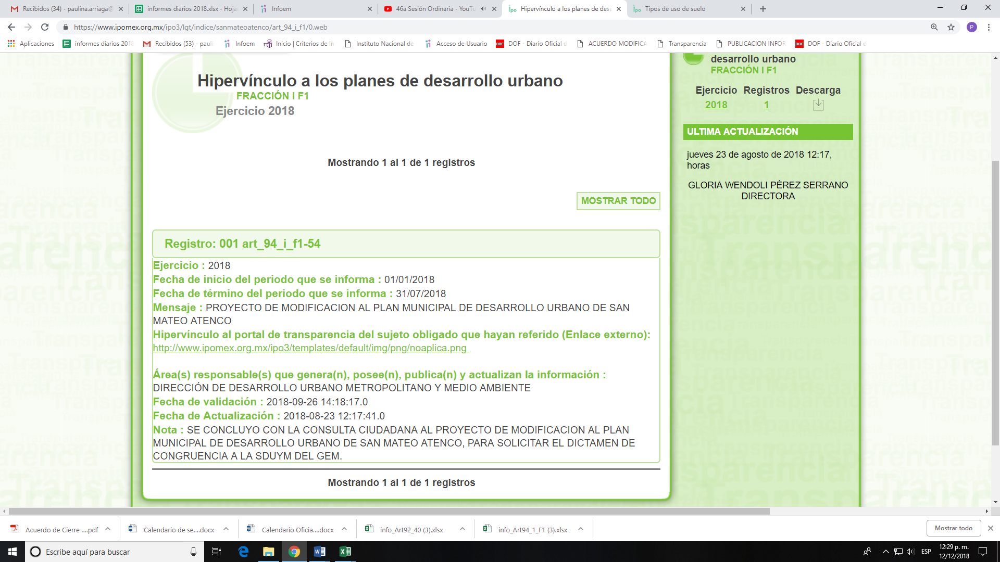 Recibidos (34) - paulina.arriaga@
informes diarios 2018.xlsx - Hoja
Infoem
46a Sesión Ordinaria - YouTu
Hipervínculo a los planes de desa
Tipos de uso de suelo
https://www.ipomex.org.mx/ipo3/lgt/indice/sanmateoatenco/art_94_i_f1/0.web
P
Aplicaciones
informes diarios 2018
Recibidos (53) - pauli
Infoem
Inicio | Criterios de In
Instituto Nacional de
Acceso de Usuario
DOF - Diario Oficial d
ACUERDO MODIFICA
Transparencia
PUBLICACION INFOR
DOF - Diario Oficial d
Hipervínculo a los planes de desarrollo urbano
FRACCIÓN I F1
Ejercicio 2018
Mostrando 1 al 1 de 1 registros
MOSTRAR TODO
Registro: 001 art_94_i_f1-54
Ejercicio : 2018
Fecha de inicio del periodo que se informa : 01/01/2018
Fecha de término del periodo que se informa : 31/07/2018
Mensaje : PROYECTO DE MODIFICACION AL PLAN MUNICIPAL DE DESARROLLO URBANO DE SAN
MATEO ATENCO
Hipervínculo al portal de transparencia del sujeto obligado que hayan referido (Enlace externo):
http://www.ipomex.org.mx/ipo3/templates/default/img/png/noaplica.png
Área(s) responsable(s) que genera(n), posee(n), publica(n) y actualizan la información :
DIRECCIÓN DE DESARROLLO URBANO METROPOLITANO Y MEDIO AMBIENTE
Fecha de validación : 2018-09-26 14:18:17.0
Fecha de Actualización : 2018-08-23 12:17:41.0
Nota : SE CONCLUYO CON LA CONSULTA CIUDADANA AL PROYECTO DE MODIFICACION AL PLAN
MUNICIPAL DE DESARROLLO URBANO DE SAN MATEO ATENCO, PARA SOLICITAR EL DICTAMEN DE
CONGRUENCIA A LA SDUYM DEL GEM.
Mostrando 1 al 1 de 1 registros
desarrollo urbano
FRACCIÓN I F1
Ejercicio Registros Descarga
2018 1
ULTIMA ACTUALIZACIÓN
jueves 23 de agosto de 2018 12:17,
horas
GLORIA WENDOLI PÉREZ SERRANO
DIRECTORA
Acuerdo de Cierre ....pdf
Calendario de se....docx
Calendario Oficia....docx
info_Art92_40 (3).xlsx
info_Art94_1_F1 (3).xlsx
Mostrar todo
Escribe aquí para buscar
ESP
12:29 p. m.
12/12/2018